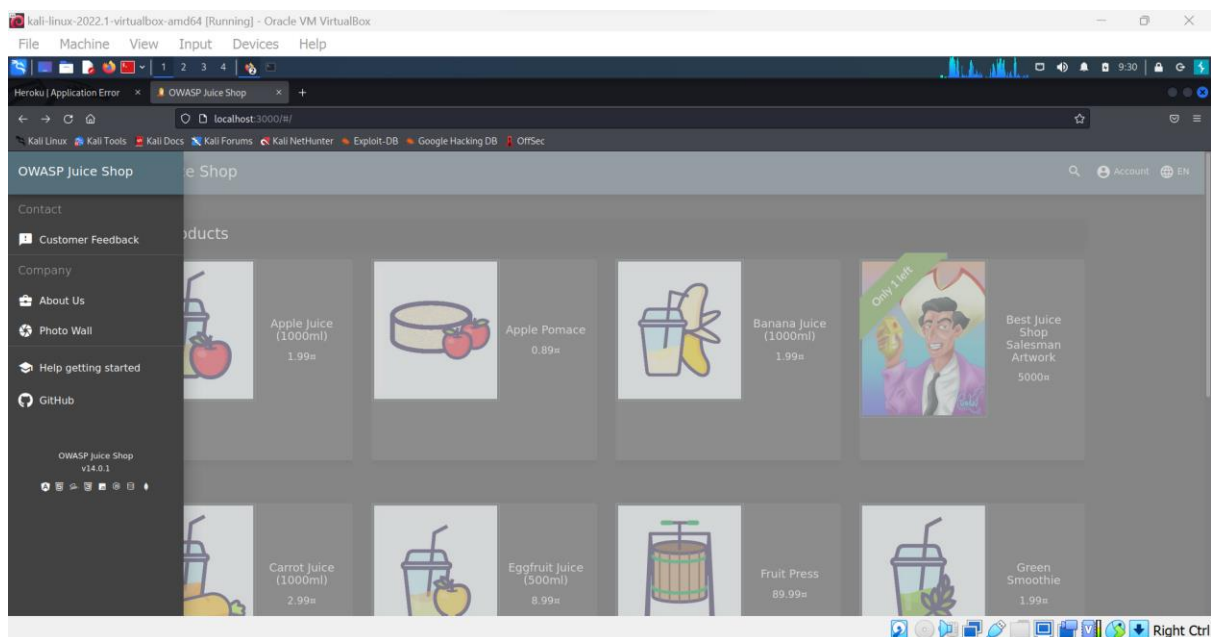 kali-linux-2022.1-virtualbox-amd64 [Running] - Oracle VM VirtualBox
File Machine View Input Devices Help
1 2 3 4 9:30
Heroku | Application Error × OWASP Juice Shop × +
localhost:3000/#/
Kali Linux Kali Tools Kali Docs Kali Forums Kali NetHunter Exploit-DB Google Hacking DB OffSec
OWASP Juice Shop e Shop Account EN
Contact
Customer Feedback
Company
About Us
Photo Wall
Help getting started
GitHub
OWASP Juice Shop
v14.0.1
oducts
Apple Juice
(1000ml)
1.99¤
Apple Pomace
0.89¤
Banana Juice
(1000ml)
1.99¤
Only 1 left
Best Juice
Shop
Salesman
Artwork
5000¤
Carrot Juice
(1000ml)
2.99¤
Eggfruit Juice
(500ml)
8.99¤
Fruit Press
89.99¤
Green
Smoothie
1.99¤
Right Ctrl